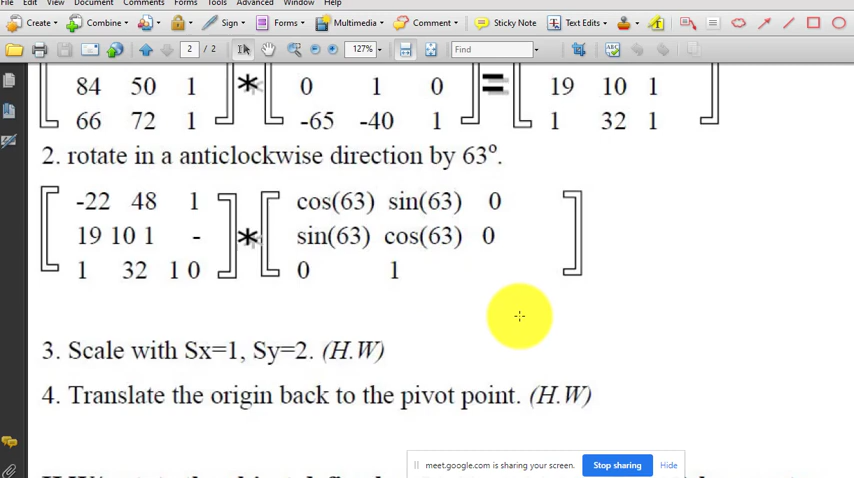 File Edit View Document Comments Forms Tools Advanced Window Help
Create Combine Sign Forms Multimedia Comment Sticky Note Text Edits
2 / 2 127% Find
84 50 1 * 0 1 0 = 19 10 1
66 72 1 -65 -40 1 1 32 1
2. rotate in a anticlockwise direction by 63º.
-22 48 1 cos(63) sin(63) 0
19 10 1 - * sin(63) cos(63) 0
1 32 1 0 0 1
3. Scale with Sx=1, Sy=2. (H.W)
4. Translate the origin back to the pivot point. (H.W)
meet.google.com is sharing your screen. Stop sharing Hide